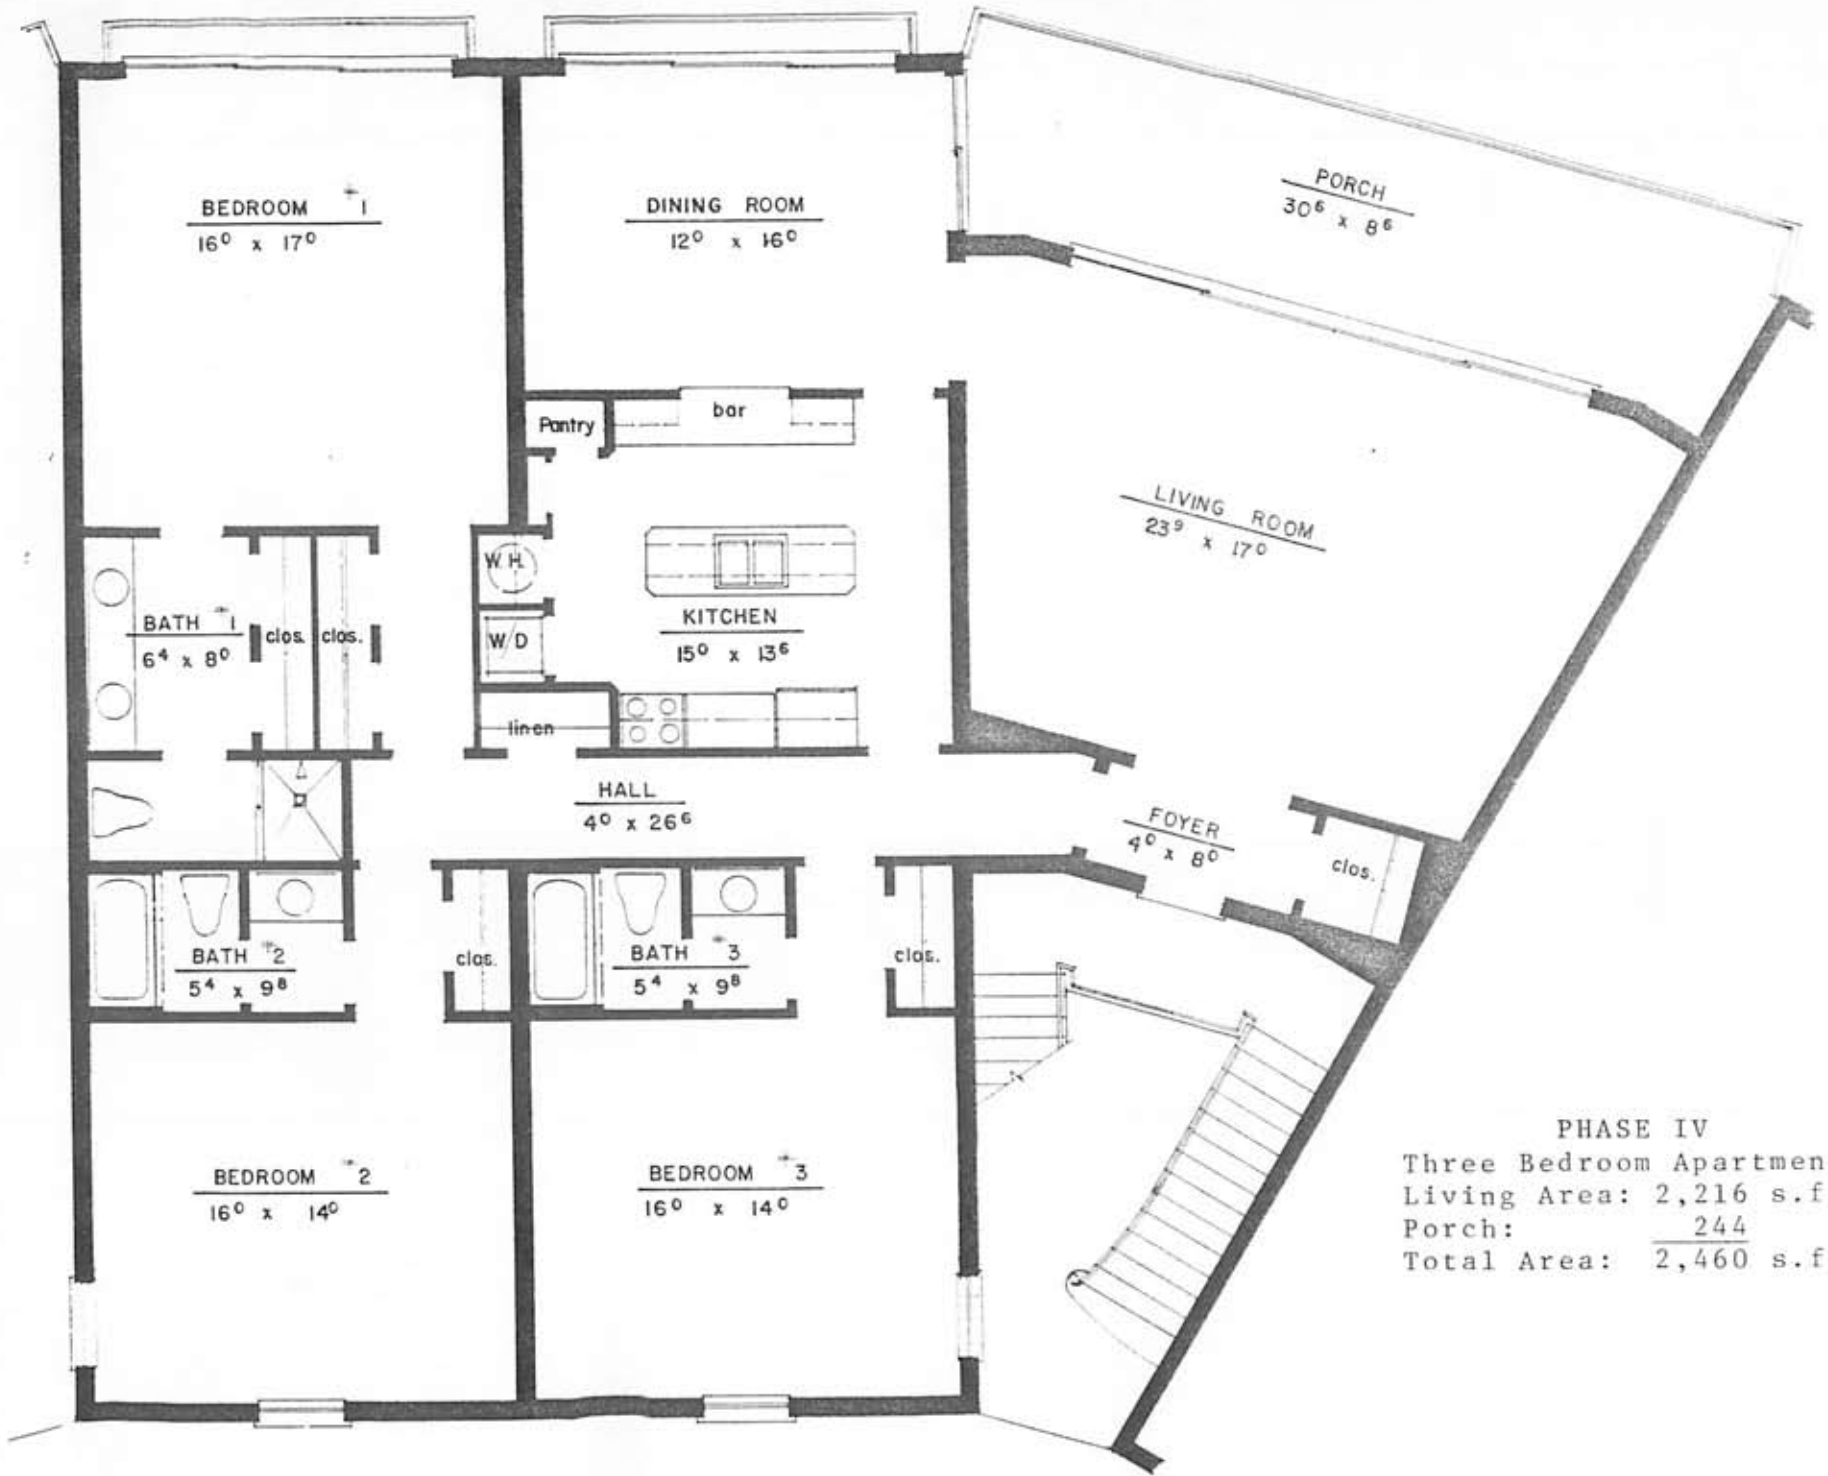 BEDROOM #1
16⁰ x 17⁰
DINING ROOM
12⁰ x 16⁰
PORCH
30⁶ x 8⁶
Pantry
bar
LIVING ROOM
23⁹ x 17⁰
W.H.
BATH #1
6⁴ x 8⁰
clos.
clos.
W/D
KITCHEN
15⁰ x 13⁶
linen
HALL
4⁰ x 26⁶
FOYER
4⁰ x 8⁰
clos.
BATH #2
5⁴ x 9⁸
clos.
BATH #3
5⁴ x 9⁸
clos.
BEDROOM #2
16⁰ x 14⁰
BEDROOM #3
16⁰ x 14⁰
PHASE IV
Three Bedroom Apartmen
Living Area: 2,216 s.f
Porch: 244
Total Area: 2,460 s.f